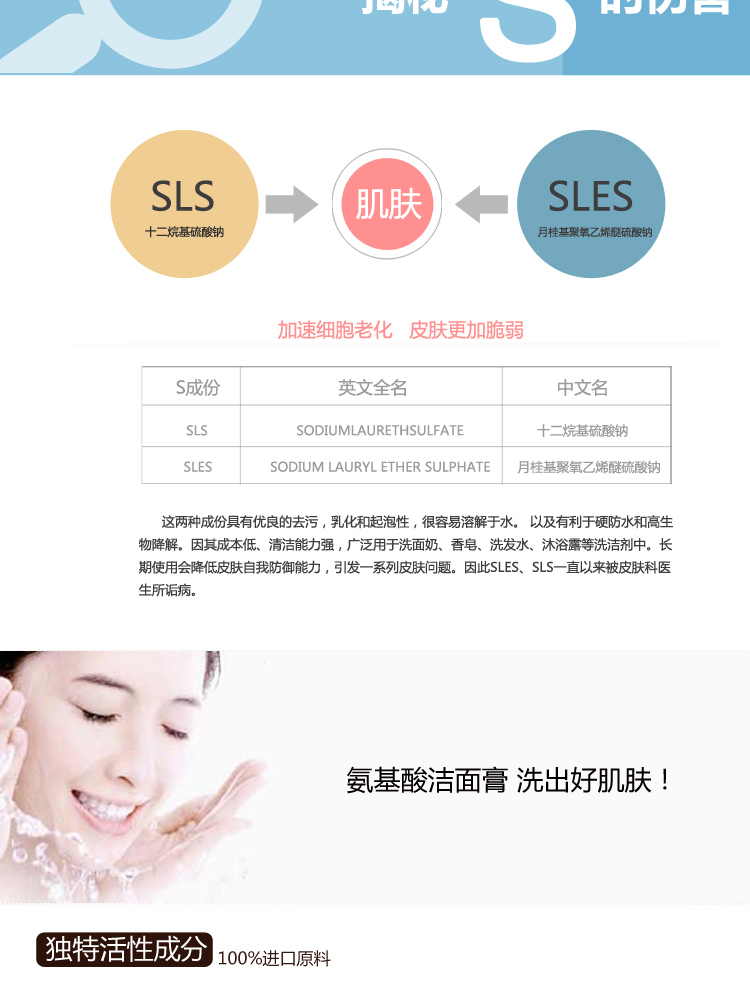 揭秘 S 的伤害
SLS
十二烷基硫酸钠
肌肤
SLES
月桂基聚氧乙烯醚硫酸钠
加速细胞老化 皮肤更加脆弱
S成份 英文全名 中文名
SLS SODIUMLAURETHSULFATE 十二烷基硫酸钠
SLES SODIUM LAURYL ETHER SULPHATE 月桂基聚氧乙烯醚硫酸钠
这两种成份具有优良的去污，乳化和起泡性，很容易溶解于水。 以及有利于硬防水和高生
物降解。因其成本低、清洁能力强，广泛用于洗面奶、香皂、洗发水、沐浴露等洗洁剂中。长
期使用会降低皮肤自我防御能力，引发一系列皮肤问题。因此SLES、SLS一直以来被皮肤科医
生所诟病。
氨基酸洁面膏 洗出好肌肤！
独特活性成分 100%进口原料